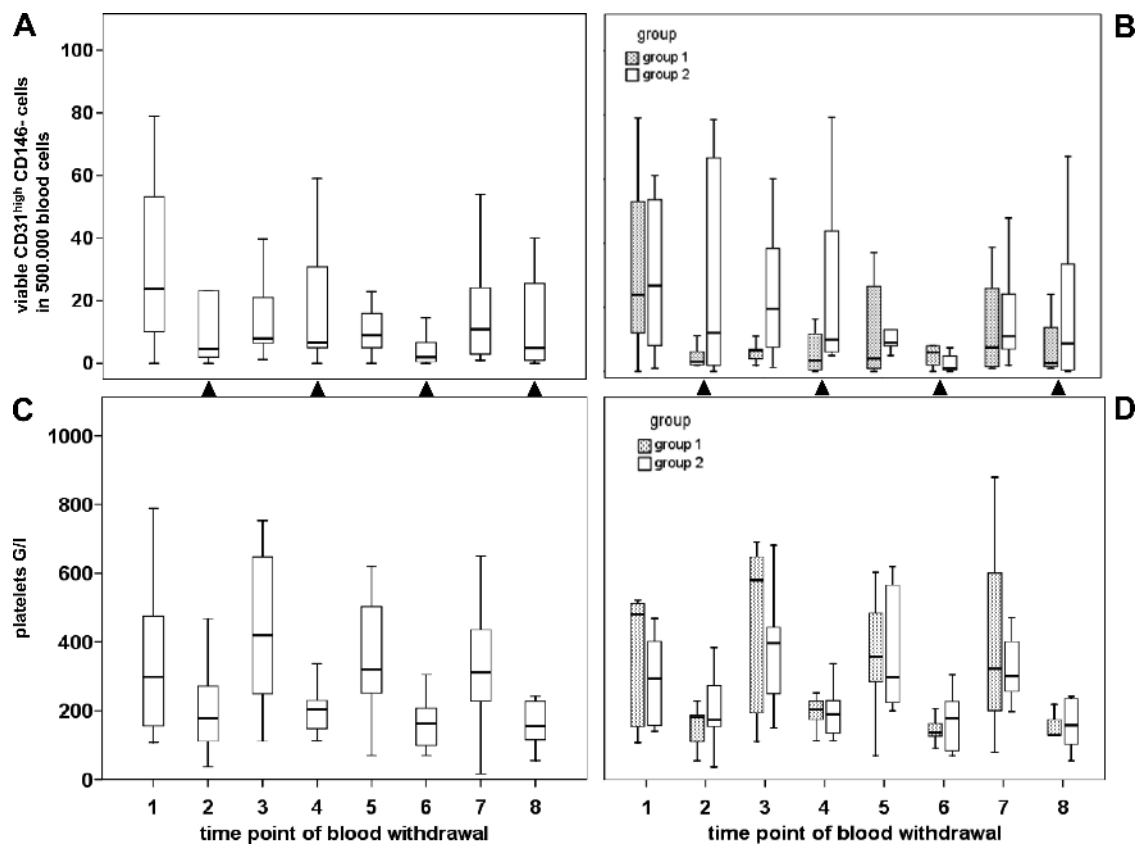 A
B
viable CD31high CD146- cells
in 500.000 blood cells
100
80
60
40
20
0
group
group 1
group 2
C
D
platelets G/l
1000
800
600
400
200
0
group
group 1
group 2
1 2 3 4 5 6 7 8
time point of blood withdrawal
1 2 3 4 5 6 7 8
time point of blood withdrawal